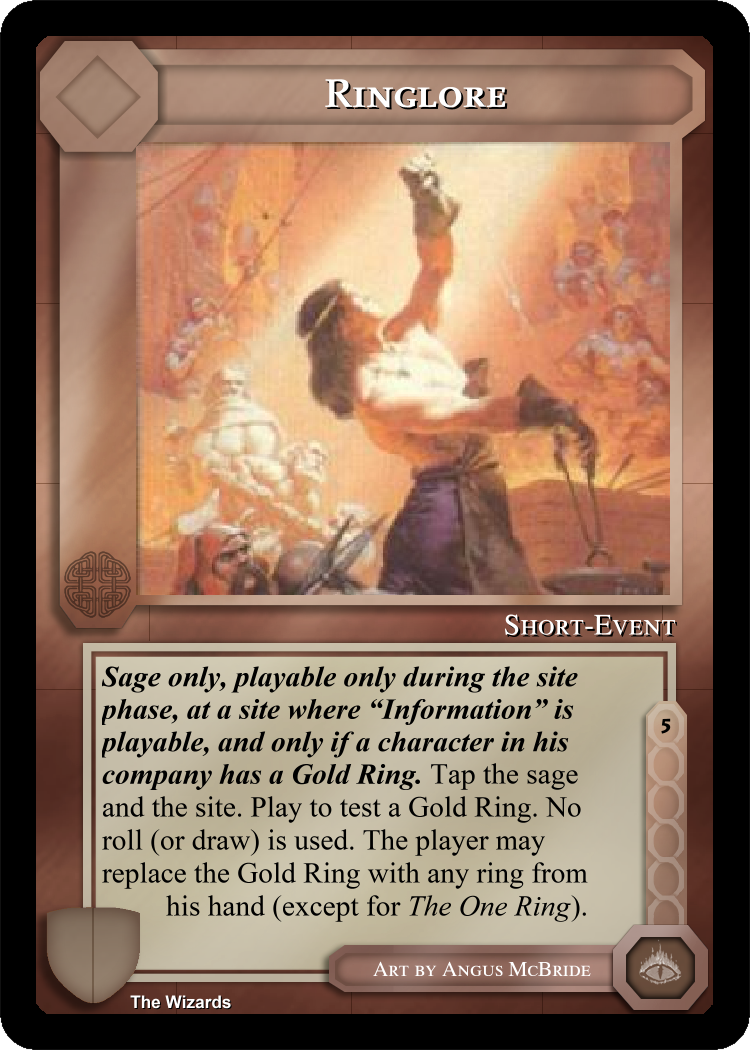 Ringlore
Short-Event
Sage only, playable only during the site
phase, at a site where “Information” is
playable, and only if a character in his
company has a Gold Ring. Tap the sage
and the site. Play to test a Gold Ring. No
roll (or draw) is used. The player may
replace the Gold Ring with any ring from
his hand (except for The One Ring).
5
Art by Angus McBride
The Wizards